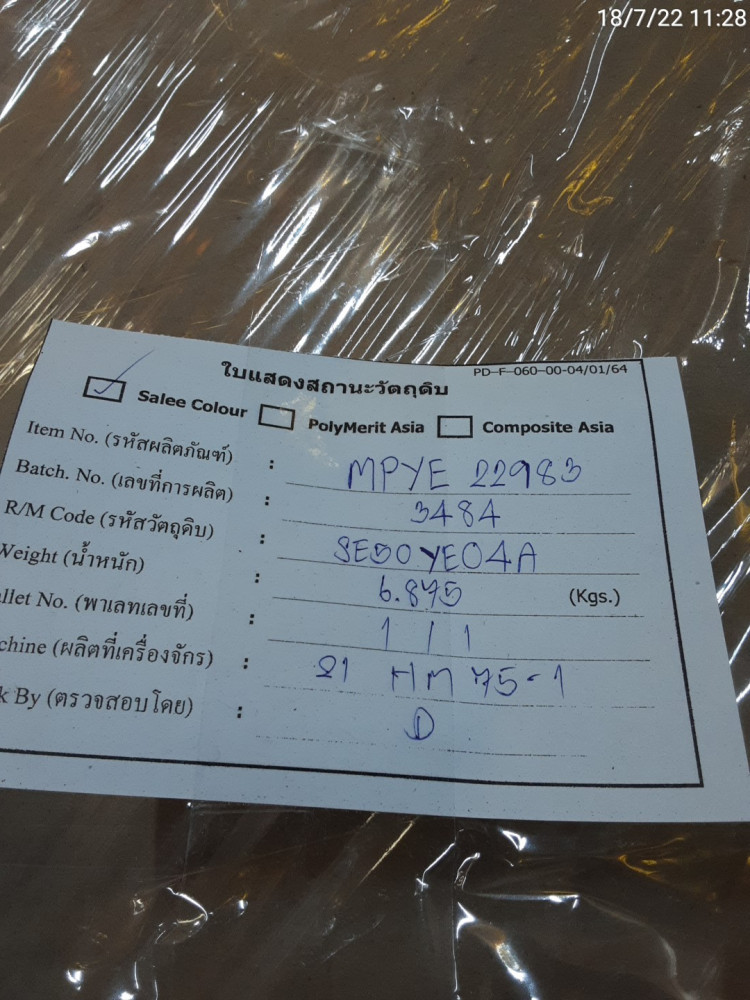 18/7/22 11:28
ใบแสดงสถานะวัตถุดิบ PD-F-060-00-04/01/64
Salee Colour PolyMerit Asia Composite Asia
Item No. (รหัสผลิตภัณฑ์) : MPYE 22983
Batch. No. (เลขที่การผลิต) : 3484
R/M Code (รหัสวัตถุดิบ) : SE50YE04A
Weight (น้ำหนัก) : 6.875 (Kgs.)
llet No. (พาเลทเลขที่) : 1 / 1
chine (ผลิตที่เครื่องจักร) : HM 75-1
k By (ตรวจสอบโดย) :